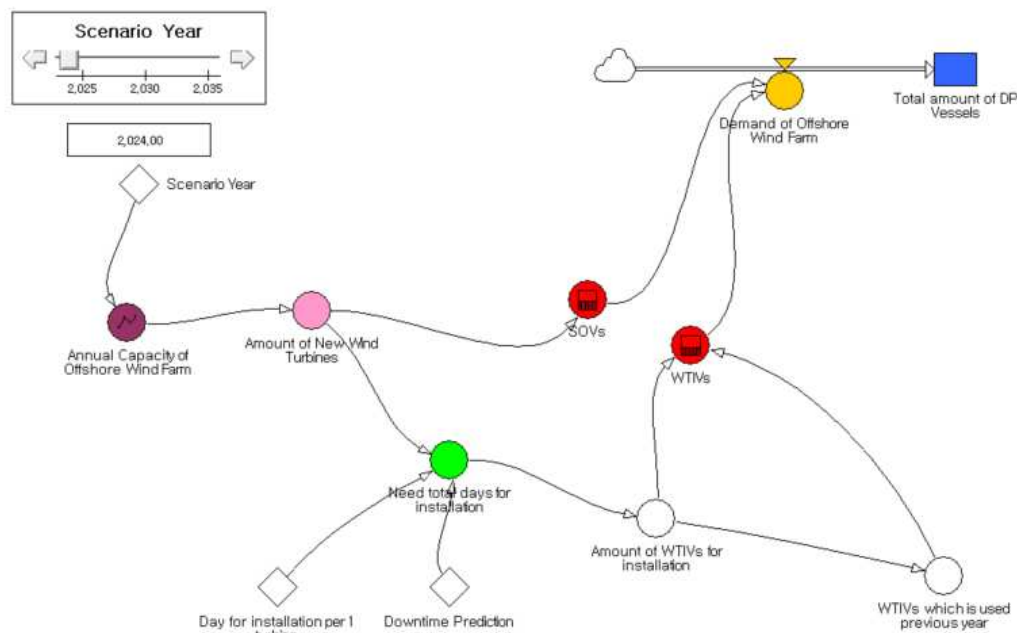 Scenario Year
2,025 2,030 2,035
2,024,00
Scenario Year
Total amount of DP
Vessels
Demand of Offshore
Wind Farm
SOVs
Annual Capacity of
Offshore Wind Farm
Amount of New Wind
Turbines
WTIVs
Need total days for
installation
Amount of WTIVs for
installation
Day for installation per 1
Downtime Prediction
WTIVs which is used
previous year